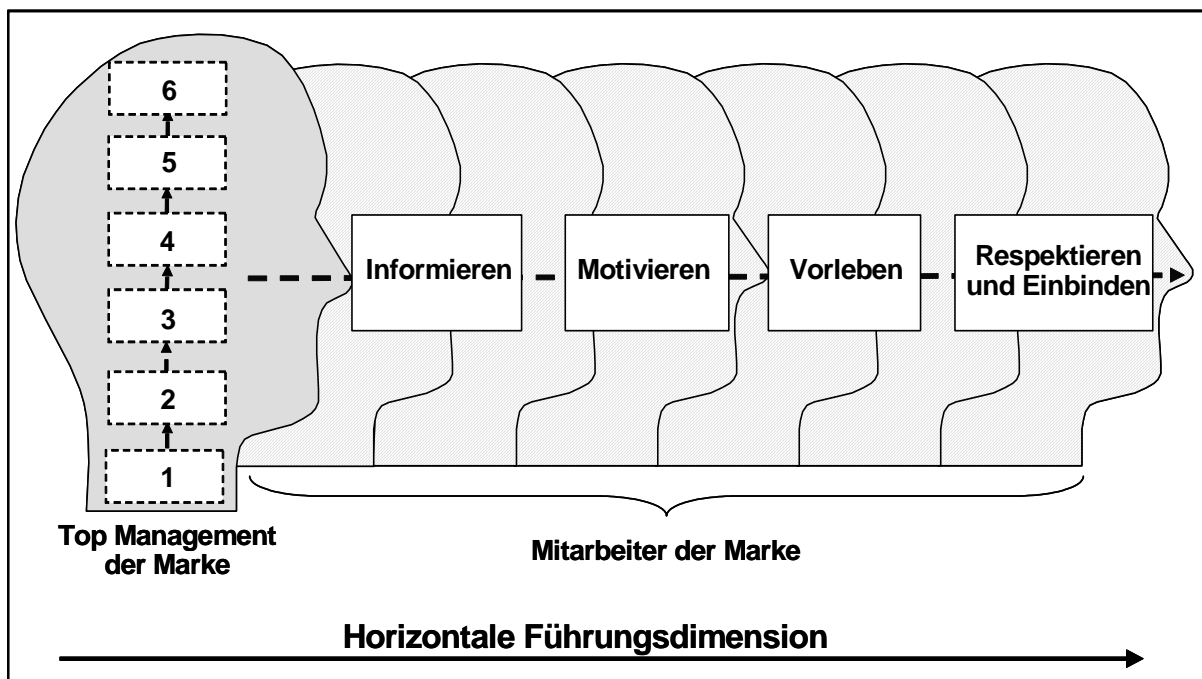 6
5
4
3
2
1
Informieren
Motivieren
Vorleben
Respektieren
und Einbinden
Top Management
der Marke
Mitarbeiter der Marke
Horizontale Führungsdimension